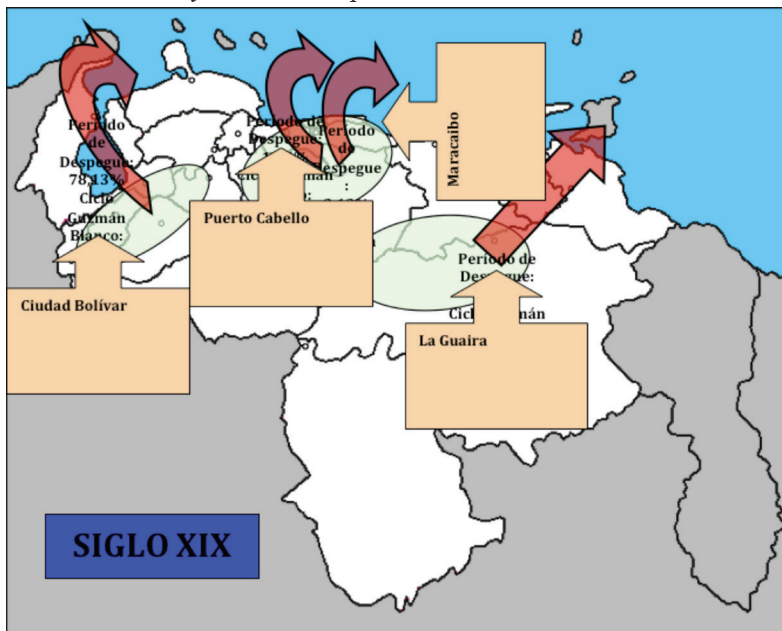 Período
de
Despegue:
78,13%
Ciclo
Guzmán
Blanco:
Período de
Despegue:
Período
de
Despegue
:
Maracaibo
Puerto Cabello
Período de
Despegue:
Ciudad Bolívar
La Guaira
SIGLO XIX